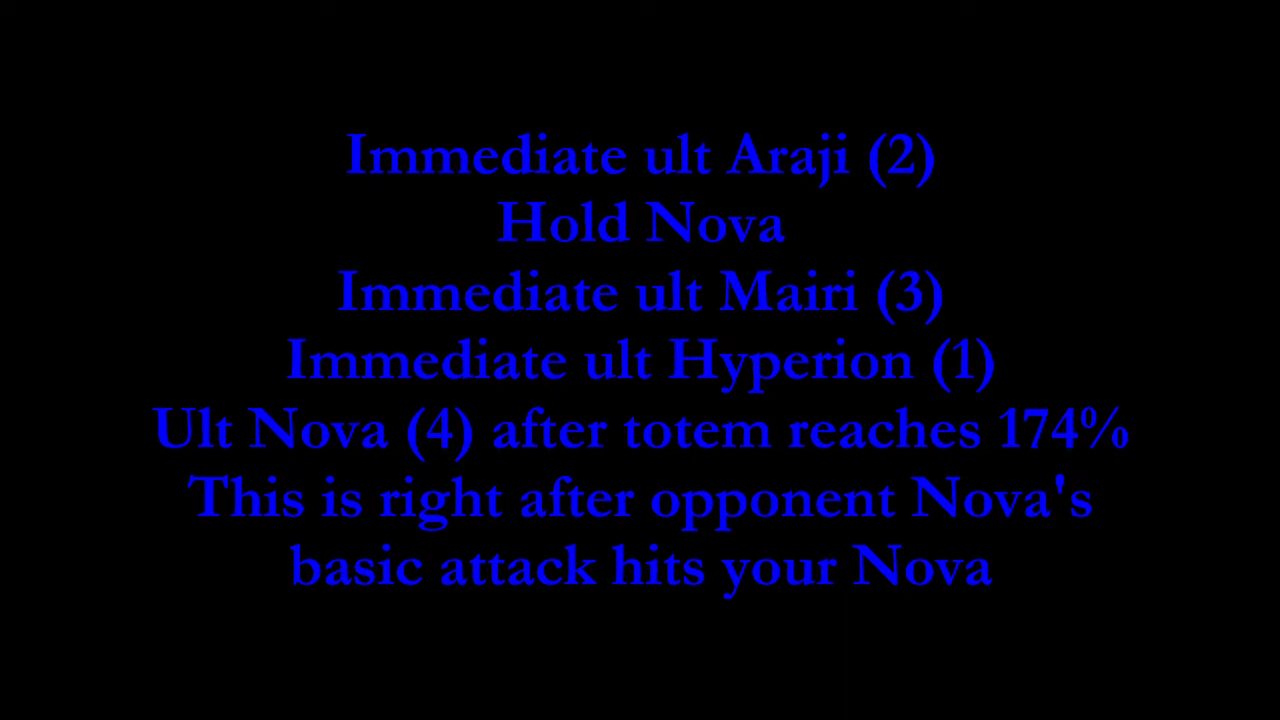 Immediate ult Araji (2)
Hold Nova
Immediate ult Mairi (3)
Immediate ult Hyperion (1)
Ult Nova (4) after totem reaches 174%
This is right after opponent Nova's
basic attack hits your Nova